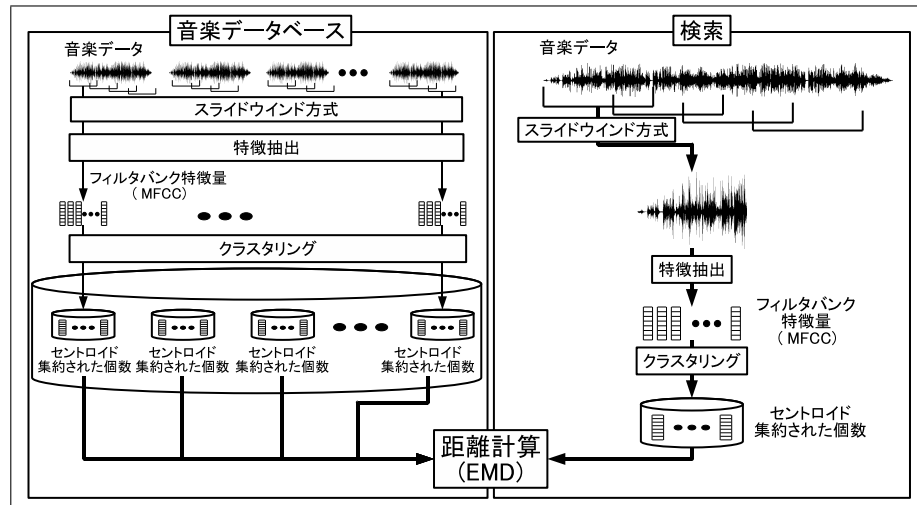 音楽データベース
音楽データ
スライドウインド方式
特徴抽出
フィルタバンク特徴量
(MFCC)
クラスタリング
セントロイド
集約された個数
セントロイド
集約された個数
セントロイド
集約された個数
セントロイド
集約された個数
検索
音楽データ
スライドウインド方式
特徴抽出
フィルタバンク
特徴量
(MFCC)
クラスタリング
セントロイド
集約された個数
距離計算
(EMD)